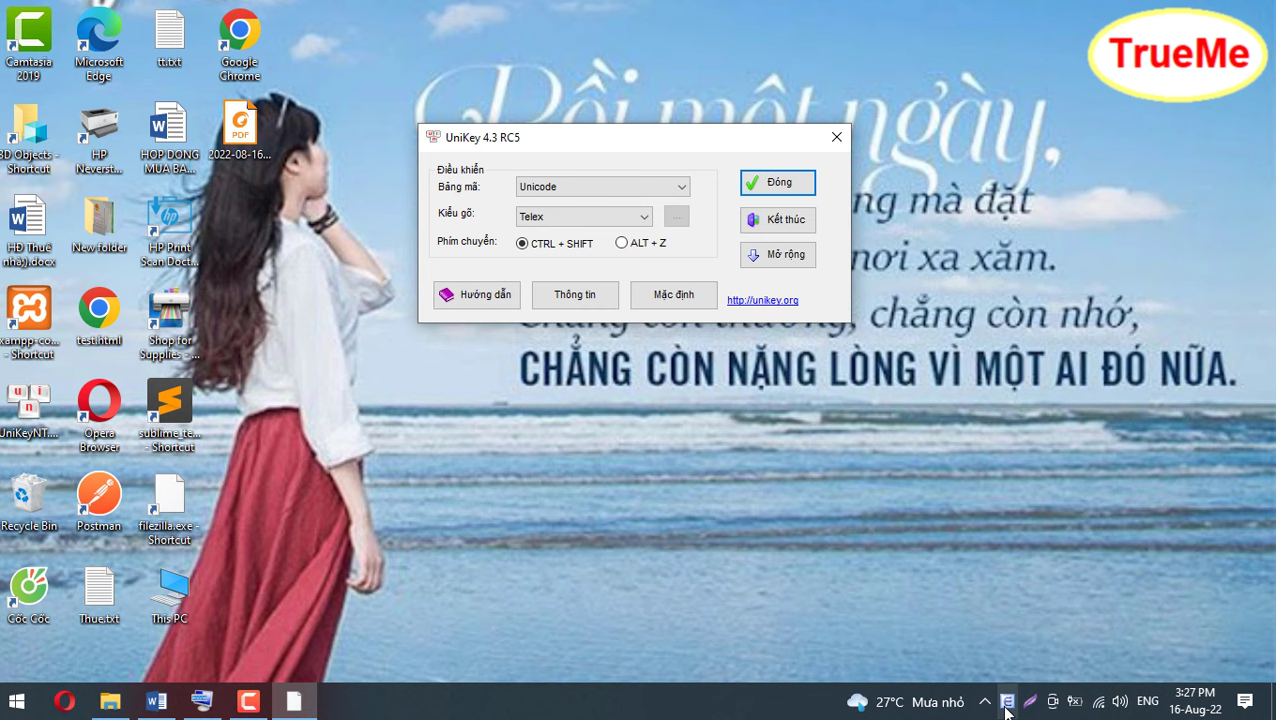 Camtasia
2019
Microsoft
Edge
tt.txt
Google
Chrome
TrueMe
3D Objects -
Shortcut
HP
Neverst...
HOP DONG
MUA BA...
PDF
2022-08-16...
Rồi một ngày,
ng mà đặt
nơi xa xăm.
Chẳng còn thương, chẳng còn nhớ,
CHẲNG CÒN NẶNG LÒNG VÌ MỘT AI ĐÓ NỮA.
UniKey 4.3 RC5
Điều khiển
Bảng mã:
Unicode
Đóng
Kiểu gõ:
Telex
...
Kết thúc
Phím chuyển:
CTRL + SHIFT
ALT + Z
Mở rộng
Hướng dẫn
Thông tin
Mặc định
http://unikey.org
HĐ Thuê
nhà)).docx
New folder
HP Print
Scan Doct...
xampp-co...
- Shortcut
test.html
Shop for
Supplies - ...
u i
n
UniKeyNT....
Opera
Browser
sublime_te...
- Shortcut
Recycle Bin
Postman
filezilla.exe -
Shortcut
Cốc Cốc
Thue.txt
This PC
27°C Mưa nhỏ
E
ENG
3:27 PM
16-Aug-22